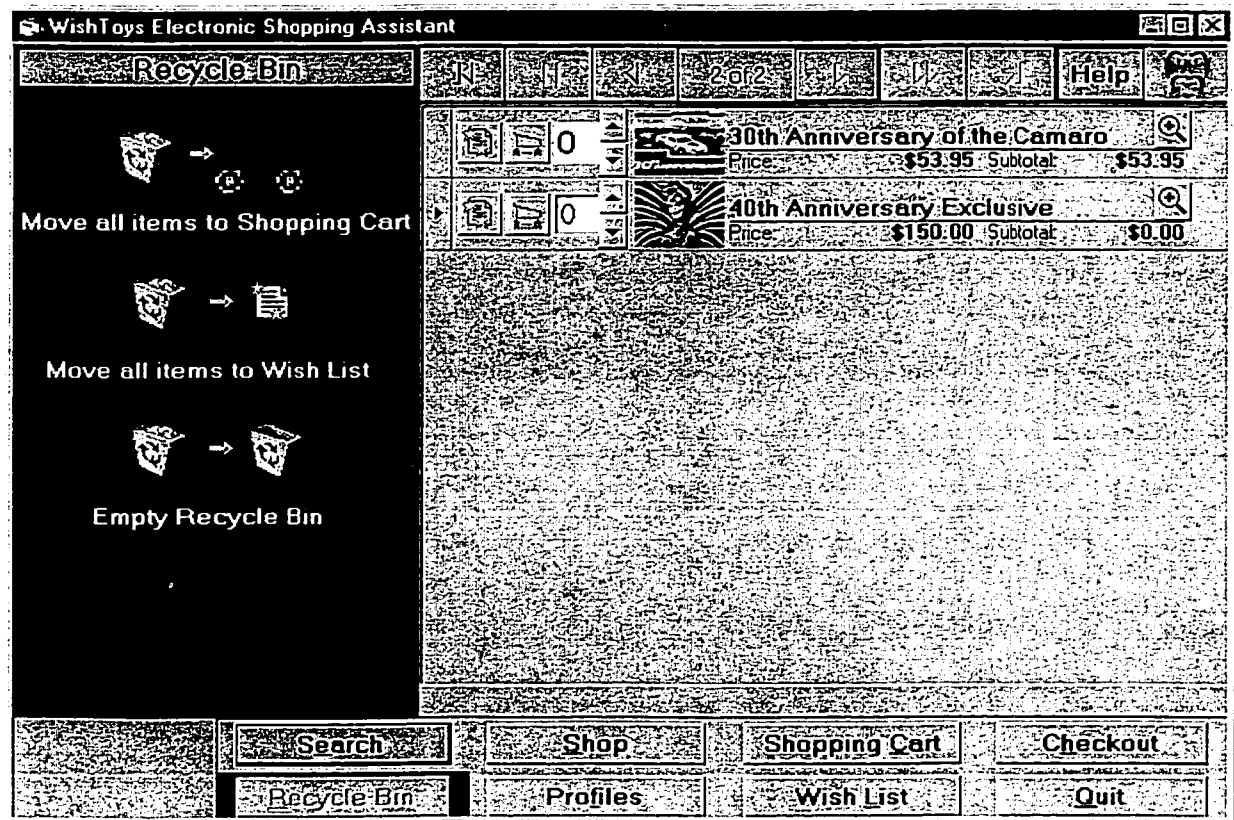 WishToys Electronic Shopping Assistant
Recycle Bin
2 of 2
Help
Move all items to Shopping Cart
Move all items to Wish List
Empty Recycle Bin
0
30th Anniversary of the Camaro
Price: $53.95 Subtotal: $53.95
0
40th Anniversary Exclusive
Price: $150.00 Subtotal: $0.00
Search Shop Shopping Cart Checkout
Recycle Bin Profiles Wish List Quit